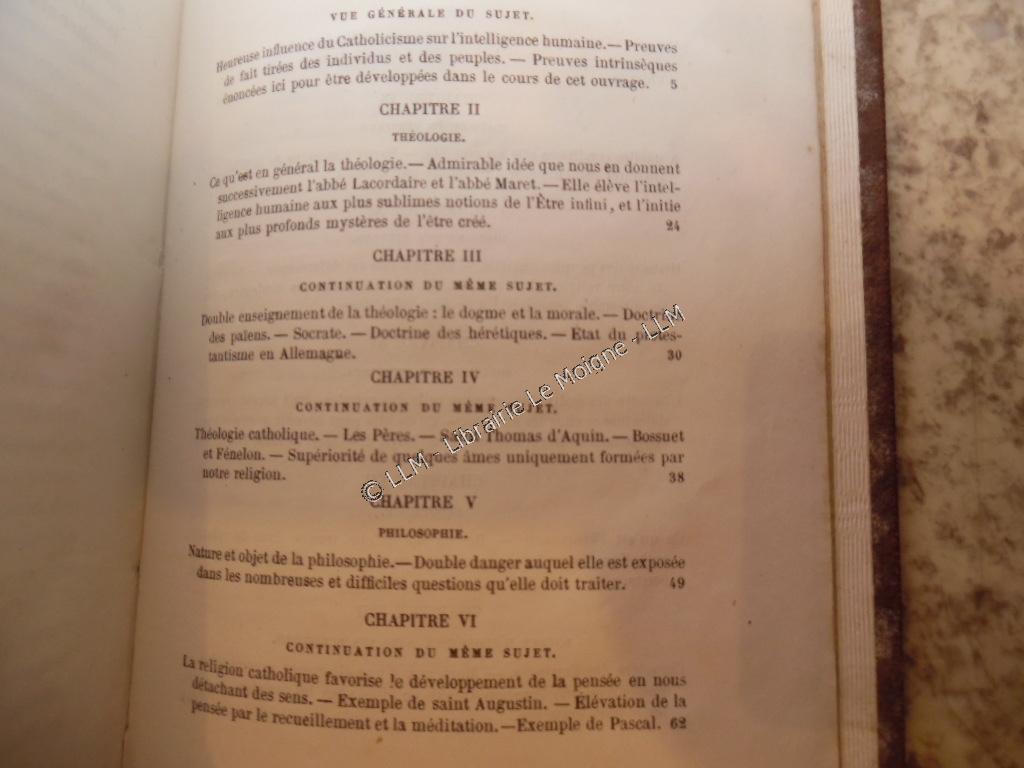 VUE GÉNÉRALE DU SUJET.
Heureuse influence du Catholicisme sur l'intelligence humaine.— Preuves
de fait tirées des individus et des peuples. — Preuves intrinsèques
énoncées ici pour être développées dans le cours de cet ouvrage. 5
CHAPITRE II
THÉOLOGIE.
Ce qu'est en général la théologie.— Admirable idée que nous en donnent
successivement l'abbé Lacordaire et l'abbé Maret. — Elle élève l'intel-
ligence humaine aux plus sublimes notions de l'Être infini, et l'initie
aux plus profonds mystères de l'être créé. 24
CHAPITRE III
CONTINUATION DU MÊME SUJET.
Double enseignement de la théologie : le dogme et la morale. — Doctrine
des païens. — Socrate. — Doctrine des hérétiques. — Etat du protes-
tantisme en Allemagne. 30
CHAPITRE IV
CONTINUATION DU MÊME SUJET.
Théologie catholique. — Les Pères. — Saint Thomas d'Aquin. — Bossuet
et Fénelon. — Supériorité de quelques âmes uniquement formées par
notre religion. 38
CHAPITRE V
PHILOSOPHIE.
Nature et objet de la philosophie.—Double danger auquel elle est exposée
dans les nombreuses et difficiles questions qu'elle doit traiter. 49
CHAPITRE VI
CONTINUATION DU MÊME SUJET.
La religion catholique favorise le développement de la pensée en nous
détachant des sens. — Exemple de saint Augustin. — Élévation de la
pensée par le recueillement et la méditation.—Exemple de Pascal. 62
© LLM - Librairie Le Moigne - LLM